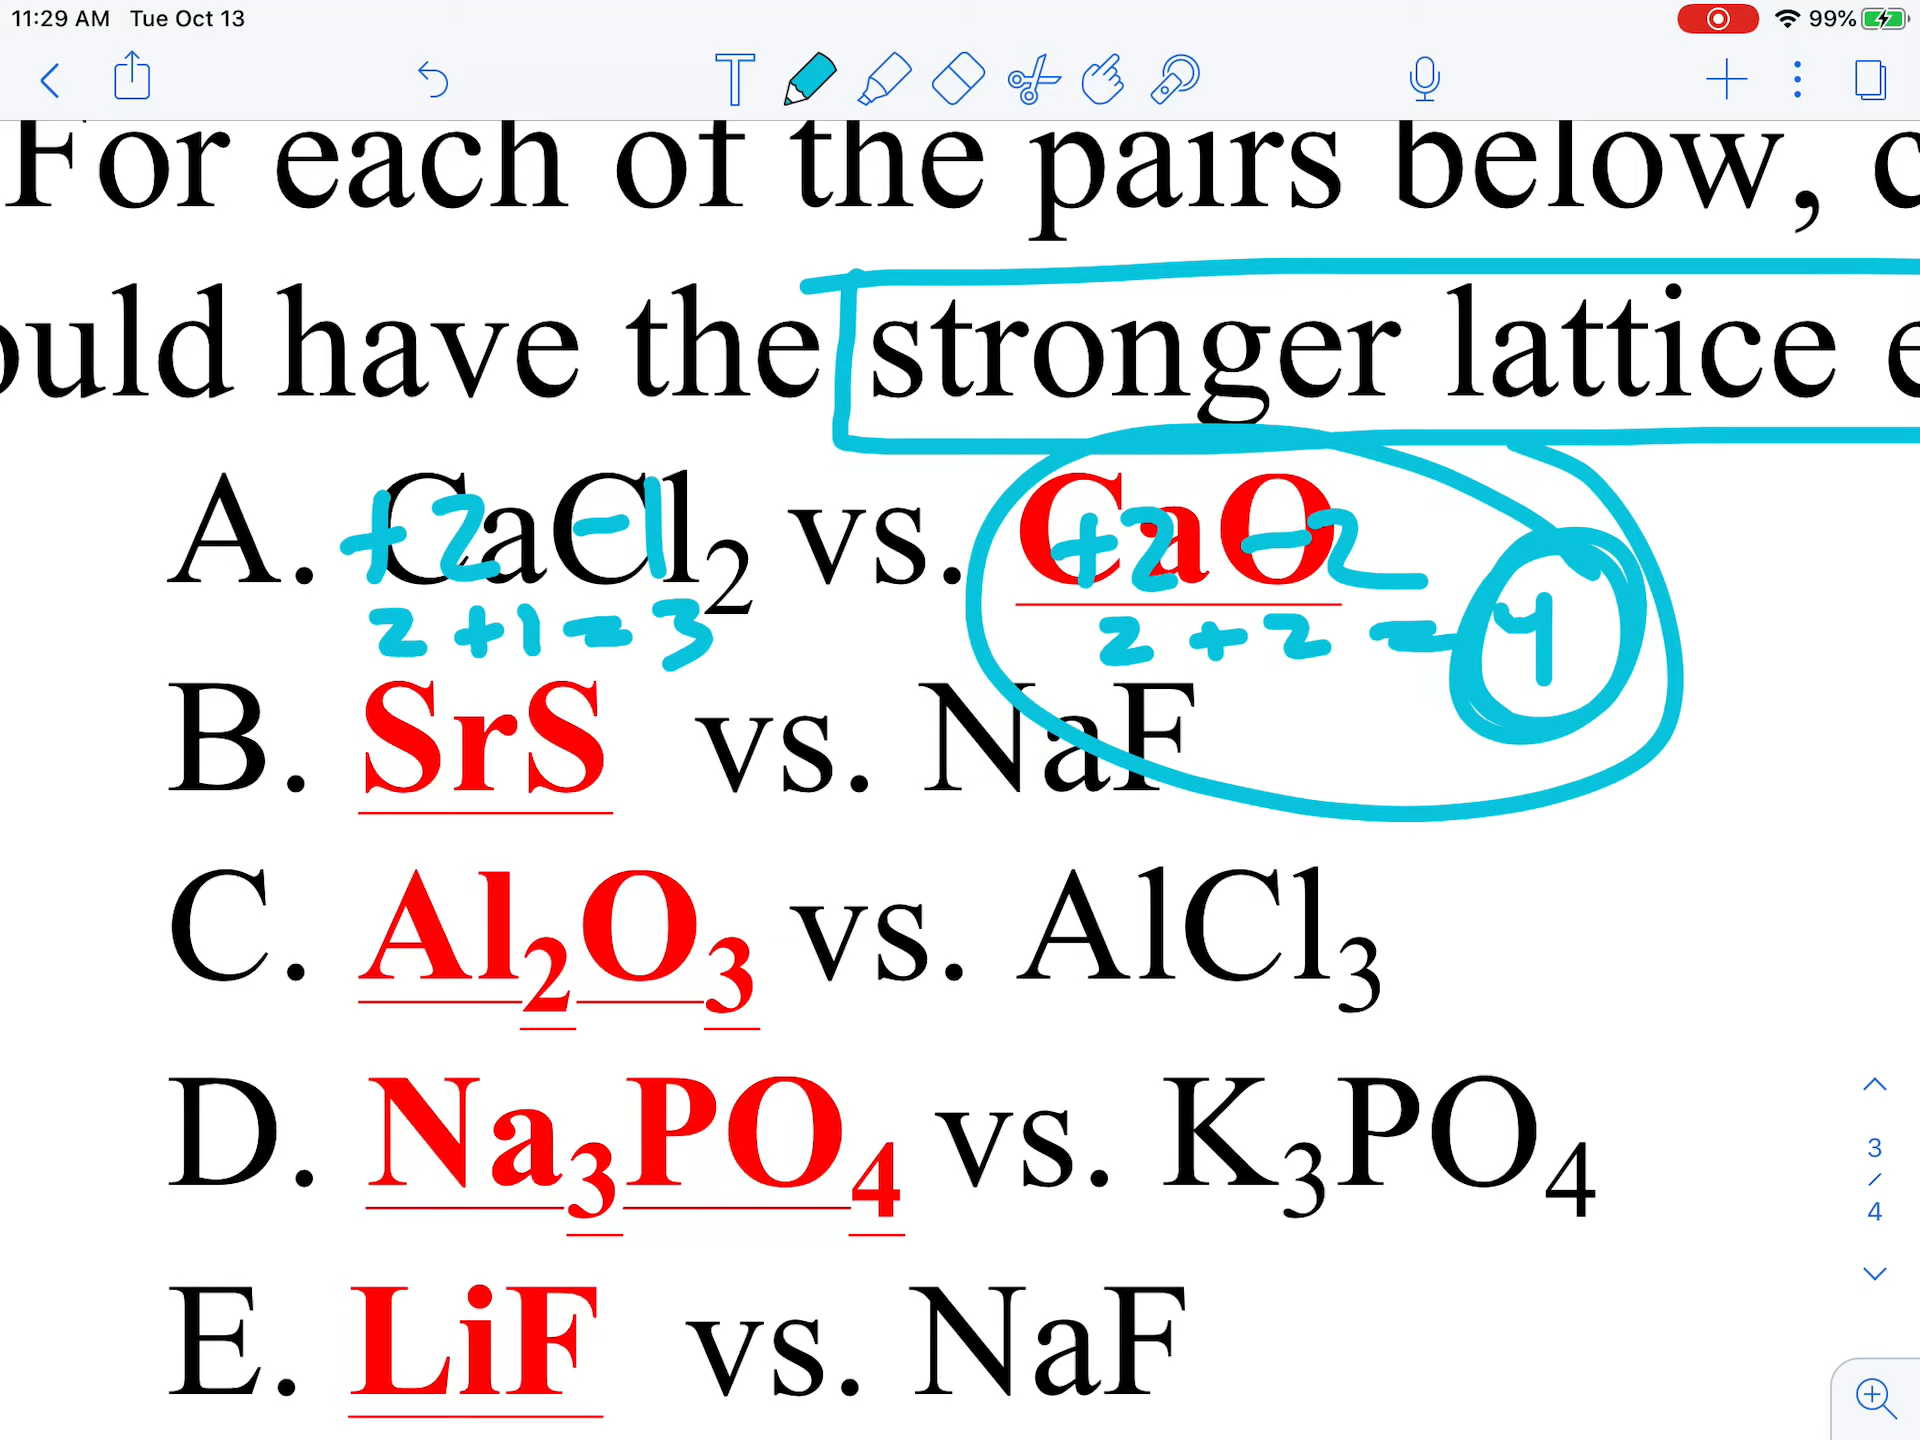 11:29 AM Tue Oct 13 99%
For each of the pairs below, c
ould have the stronger lattice e
A. CaCl2 vs. CaO
+2 -1 +2 -2
2 +1 = 3 2 + 2 = 4
B. SrS vs. NaF
C. Al2O3 vs. AlCl3
D. Na3PO4 vs. K3PO4
E. LiF vs. NaF
3
/
4